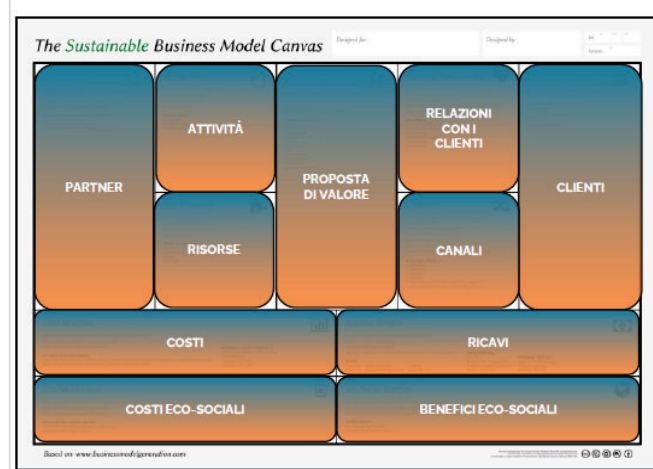 The Sustainable Business Model Canvas
Designed for:
Designed by:
PARTNER
ATTIVITÀ
RISORSE
PROPOSTA
DI VALORE
RELAZIONI
CON I
CLIENTI
CANALI
CLIENTI
COSTI
RICAVI
COSTI ECO-SOCIALI
BENEFICI ECO-SOCIALI
Based on www.businessmodelgeneration.com